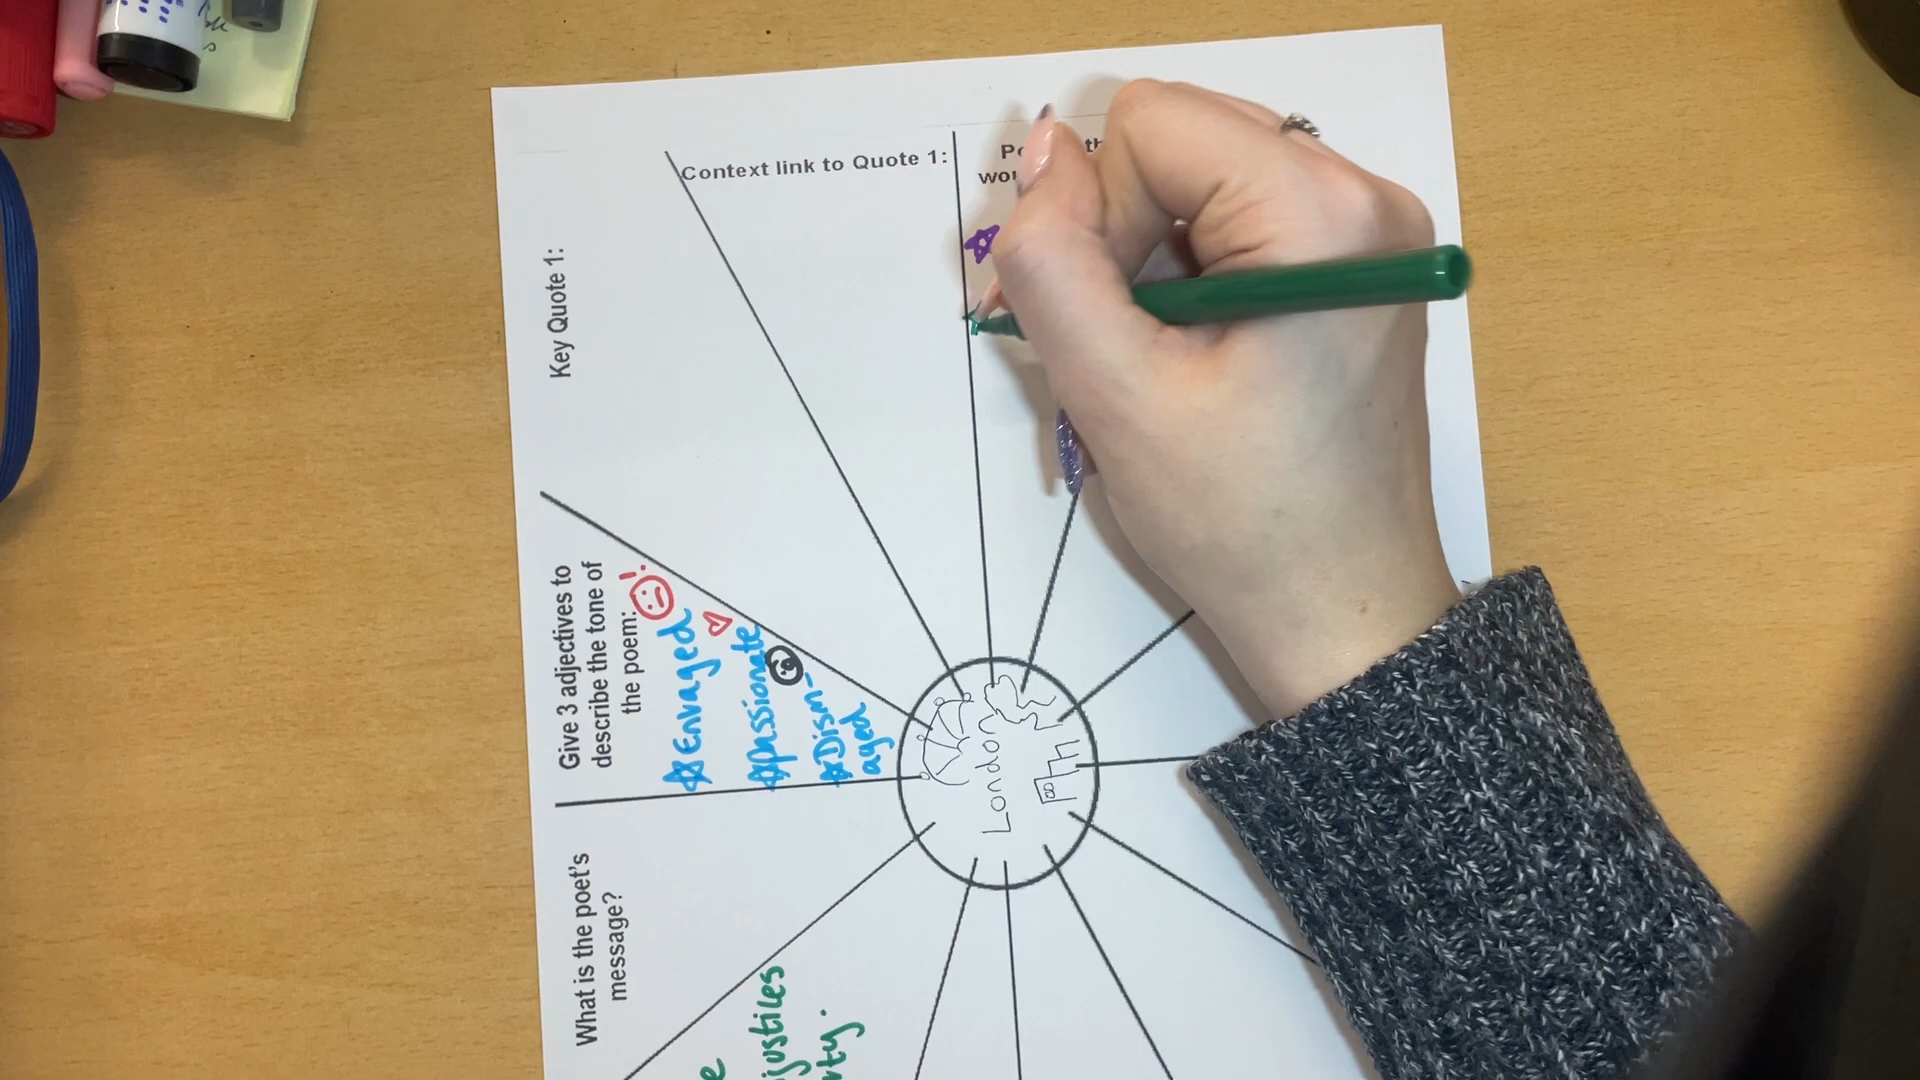 Context link to Quote 1:
Key Quote 1:
Give 3 adjectives to
describe the tone of
the poem:
Enraged
passionate
Dism-
ayed
What is the poet's
message?
London